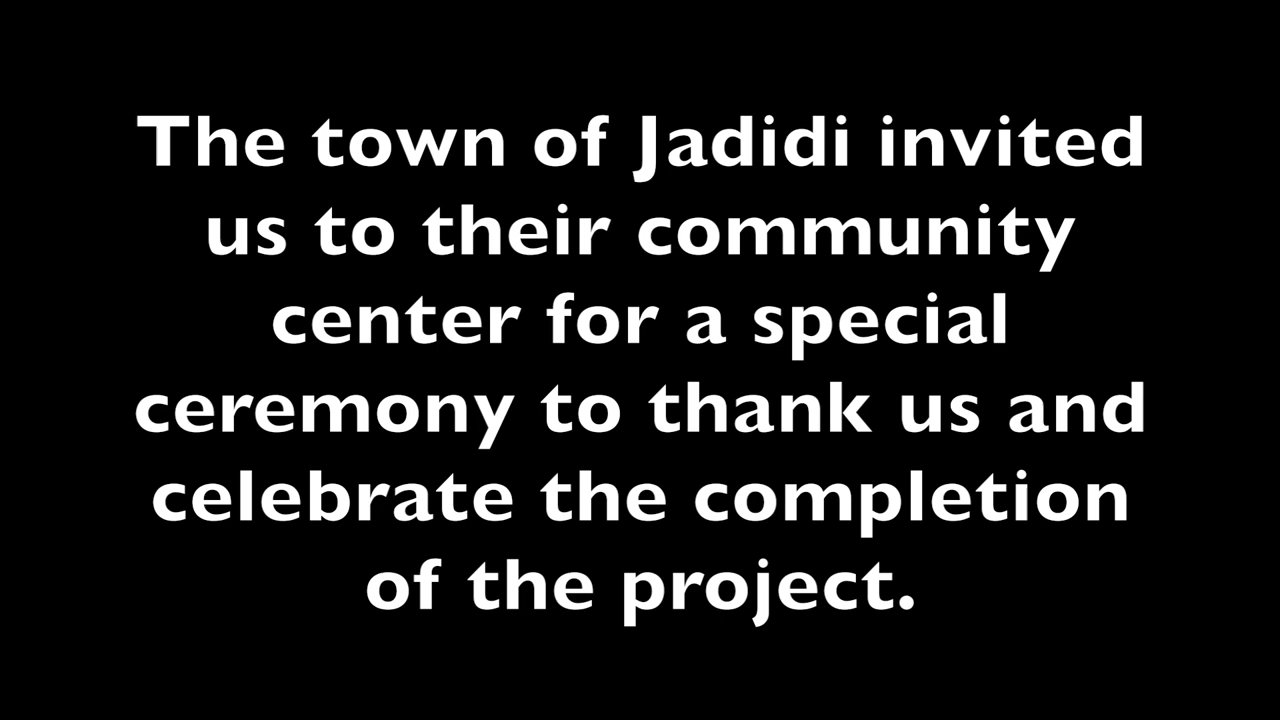 The town of Jadidi invited
us to their community
center for a special
ceremony to thank us and
celebrate the completion
of the project.